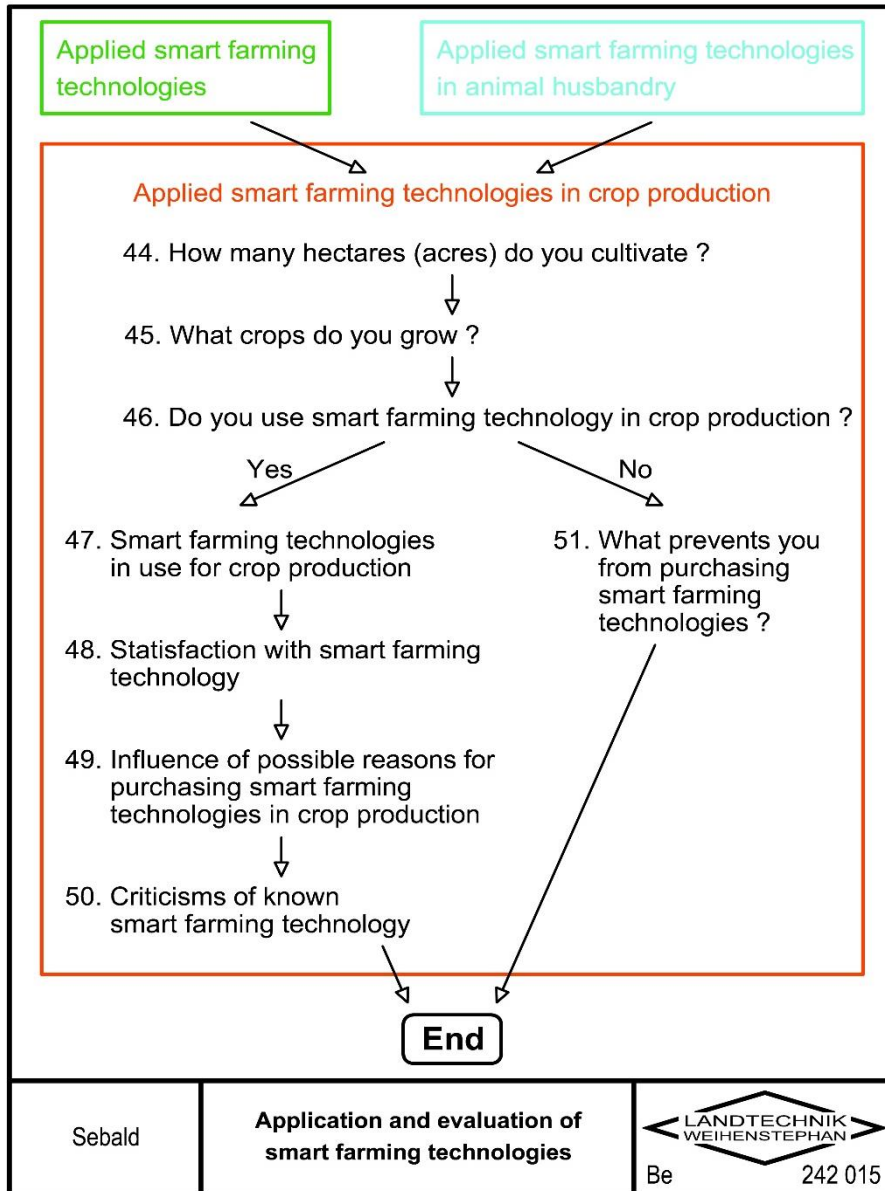 Applied smart farming
technologies
Applied smart farming technologies
in animal husbandry
Applied smart farming technologies in crop production
44. How many hectares (acres) do you cultivate ?
45. What crops do you grow ?
46. Do you use smart farming technology in crop production ?
Yes
No
47. Smart farming technologies
in use for crop production
48. Statisfaction with smart farming
technology
49. Influence of possible reasons for
purchasing smart farming
technologies in crop production
50. Criticisms of known
smart farming technology
51. What prevents you
from purchasing
smart farming
technologies ?
End
Sebald
Application and evaluation of
smart farming technologies
LANDTECHNIK
WEIHENSTEPHAN
Be 242 015